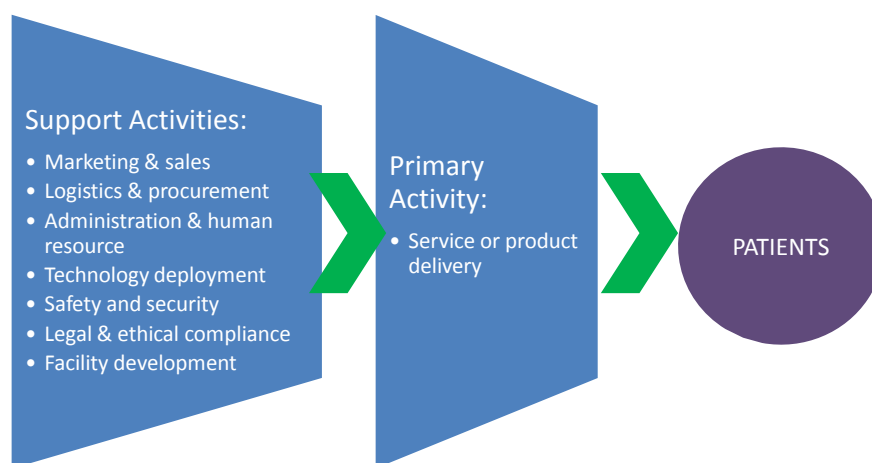 Support Activities:
• Marketing & sales
• Logistics & procurement
• Administration & human
resource
• Technology deployment
• Safety and security
• Legal & ethical compliance
• Facility development
Primary
Activity:
• Service or product
delivery
PATIENTS